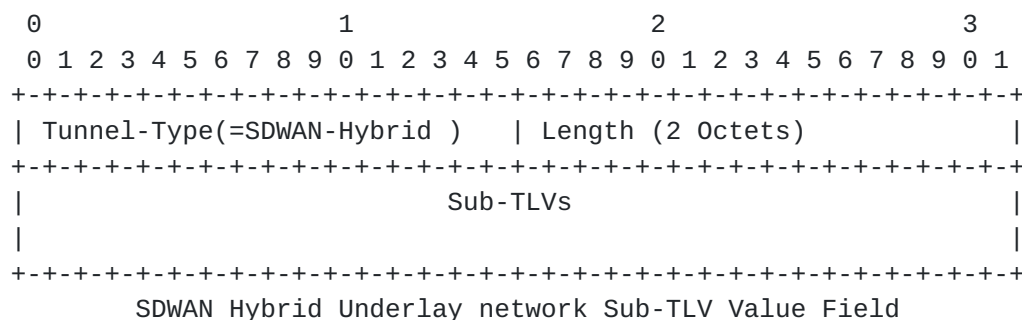 0                   1                   2                   3
 0 1 2 3 4 5 6 7 8 9 0 1 2 3 4 5 6 7 8 9 0 1 2 3 4 5 6 7 8 9 0 1
+-+-+-+-+-+-+-+-+-+-+-+-+-+-+-+-+-+-+-+-+-+-+-+-+-+-+-+-+-+-+-+-+
| Tunnel-Type(=SDWAN-Hybrid )   | Length (2 Octets)             |
+-+-+-+-+-+-+-+-+-+-+-+-+-+-+-+-+-+-+-+-+-+-+-+-+-+-+-+-+-+-+-+-+
|                           Sub-TLVs                            |
|                                                               |
+-+-+-+-+-+-+-+-+-+-+-+-+-+-+-+-+-+-+-+-+-+-+-+-+-+-+-+-+-+-+-+-+
        SDWAN Hybrid Underlay network Sub-TLV Value Field